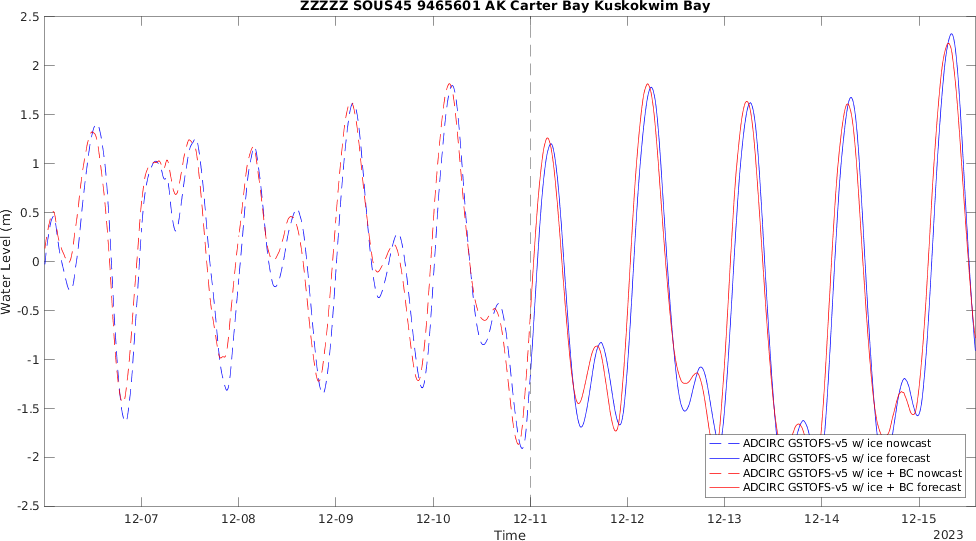 ZZZZZ SOUS45 9465601 AK Carter Bay Kuskokwim Bay
2.5
2
1.5
1
0.5
0
-0.5
-1
-1.5
-2
-2.5
Water Level (m)
ADCIRC GSTOFS-v5 w/ ice nowcast
ADCIRC GSTOFS-v5 w/ ice forecast
ADCIRC GSTOFS-v5 w/ ice + BC nowcast
ADCIRC GSTOFS-v5 w/ ice + BC forecast
12-07 12-08 12-09 12-10 12-11 12-12 12-13 12-14 12-15
Time
2023